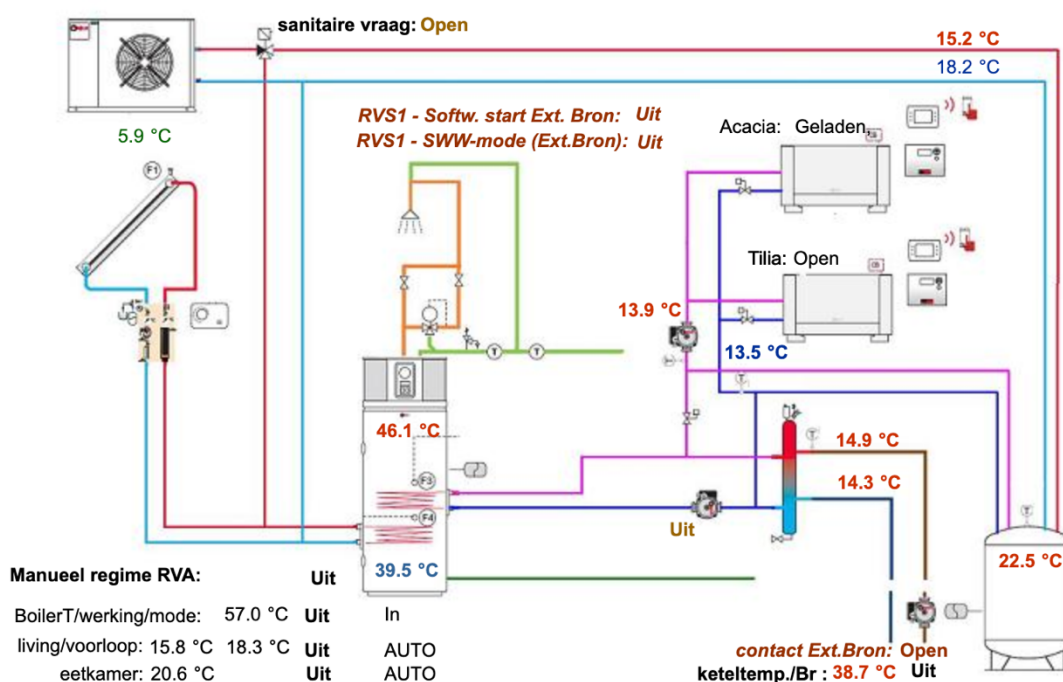 sanitaire vraag: Open
15.2 °C
18.2 °C
5.9 °C
RVS1 - Softw. start Ext. Bron: Uit
RVS1 - SWW-mode (Ext.Bron): Uit
Acacia: Geladen,
F1
Tilia: Open
13.9 °C
13.5 °C
T T
T
46.1 °C
14.9 °C
T
F3
14.3 °C
F4
Uit
T
22.5 °C
39.5 °C
Manueel regime RVA: Uit
BoilerT/werking/mode: 57.0 °C Uit In
living/voorloop: 15.8 °C 18.3 °C Uit AUTO
contact Ext.Bron: Open
eetkamer: 20.6 °C Uit AUTO
keteltemp./Br : 38.7 °C Uit